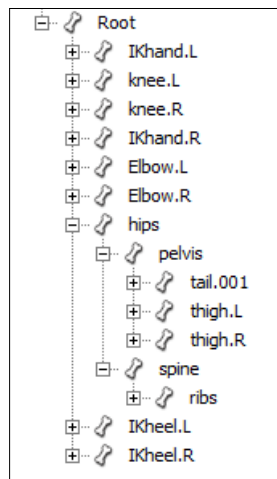 Root
IKhand.L
knee.L
knee.R
IKhand.R
Elbow.L
Elbow.R
hips
pelvis
tail.001
thigh.L
thigh.R
spine
ribs
IKheel.L
IKheel.R